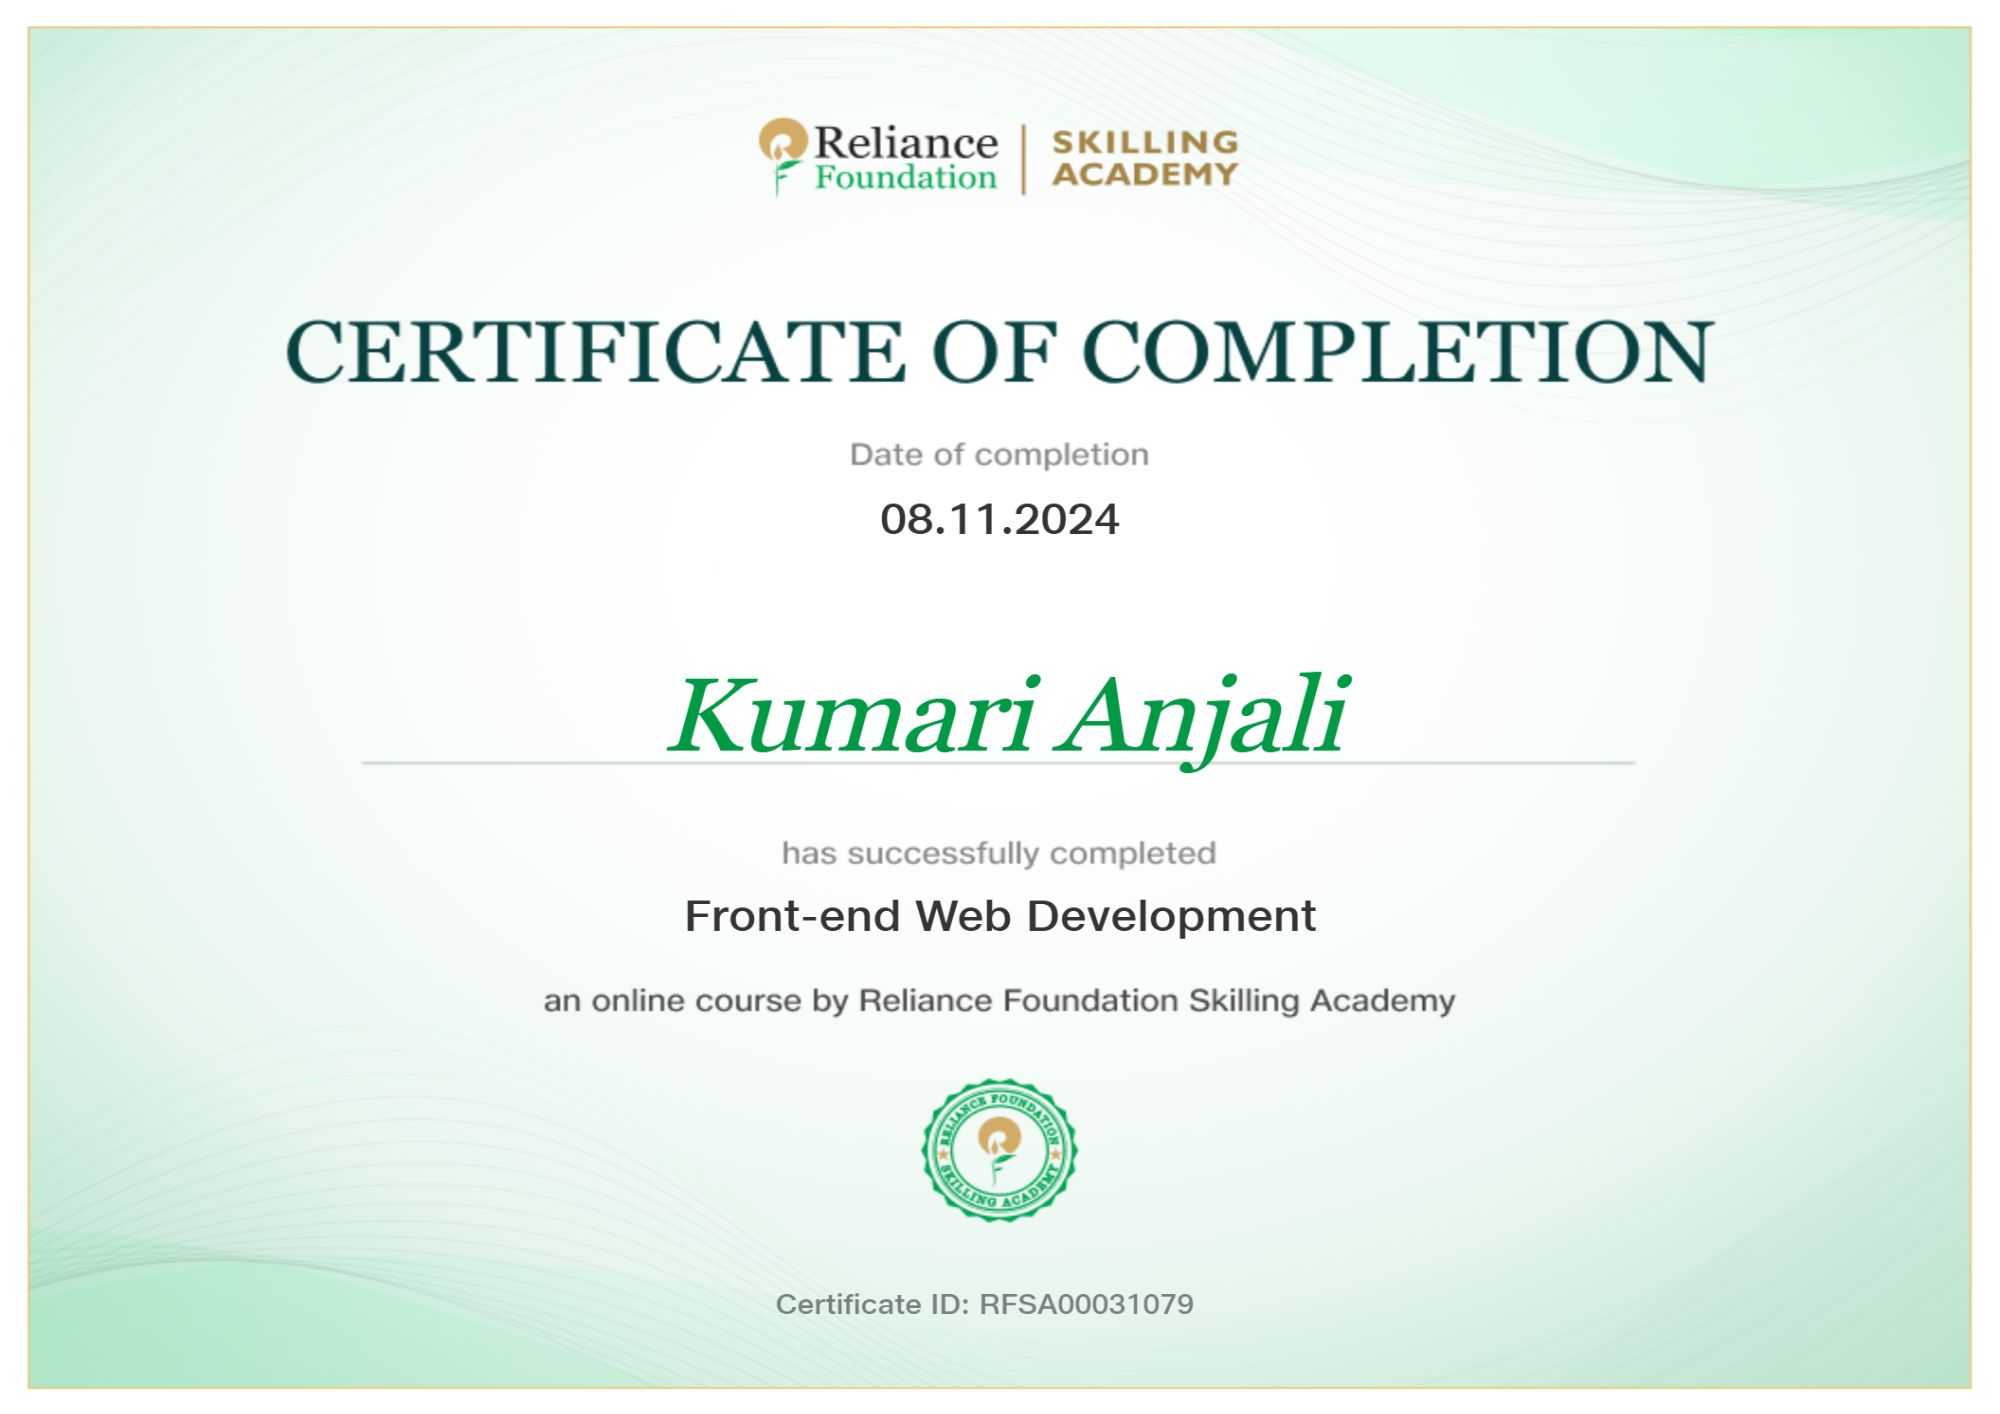 Reliance
Foundation
SKILLING
ACADEMY
CERTIFICATE OF COMPLETION
Date of completion
08.11.2024
Kumari Anjali
has successfully completed
Front-end Web Development
an online course by Reliance Foundation Skilling Academy
RELIANCE FOUNDATION
SKILLING ACADEMY
Certificate ID: RFSA00031079